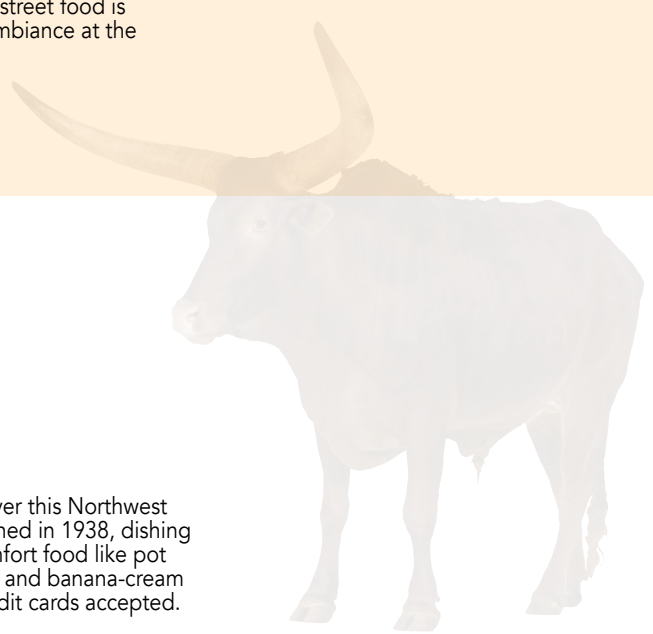 street food is
mbiance at the
ver this Northwest
ned in 1938, dishing
nfort food like pot
and banana-cream
dit cards accepted.